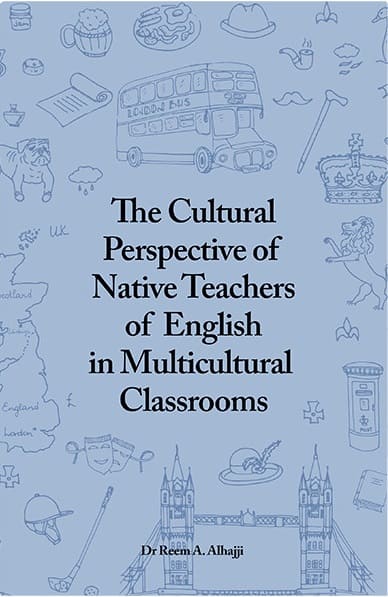 JAM
LONDON BUS
U.K.
The Cultural
Perspective of
Native Teachers
of English
in Multicultural
Classrooms
Scotland
England
London
£
POST
Dr Reem A. Alhajji